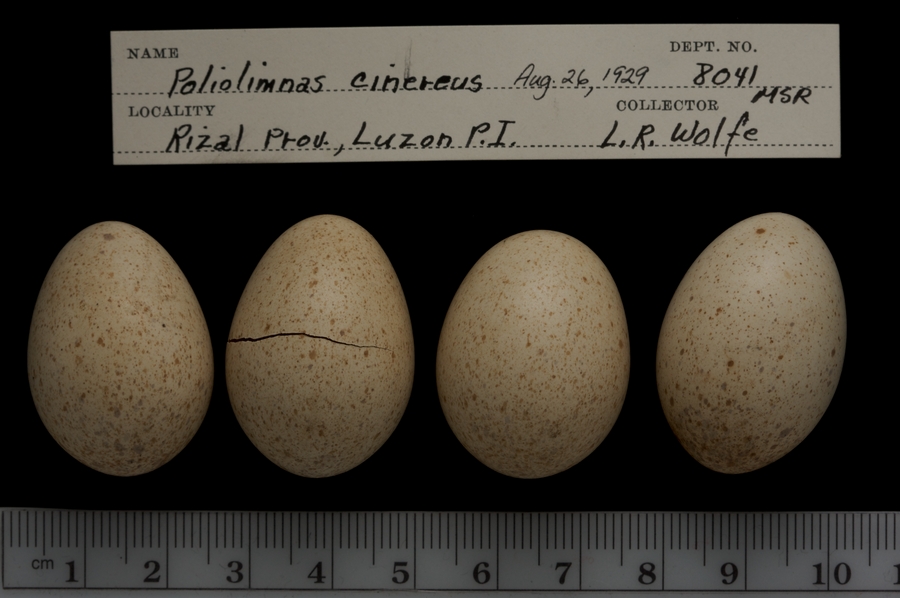 NAME DEPT. NO.
Poliolimnas cinereus Aug. 26, 1929 8041
LOCALITY COLLECTOR MSR
Rizal Prov., Luzon P.I. L.R. Wolfe
cm 1 2 3 4 5 6 7 8 9 10 1